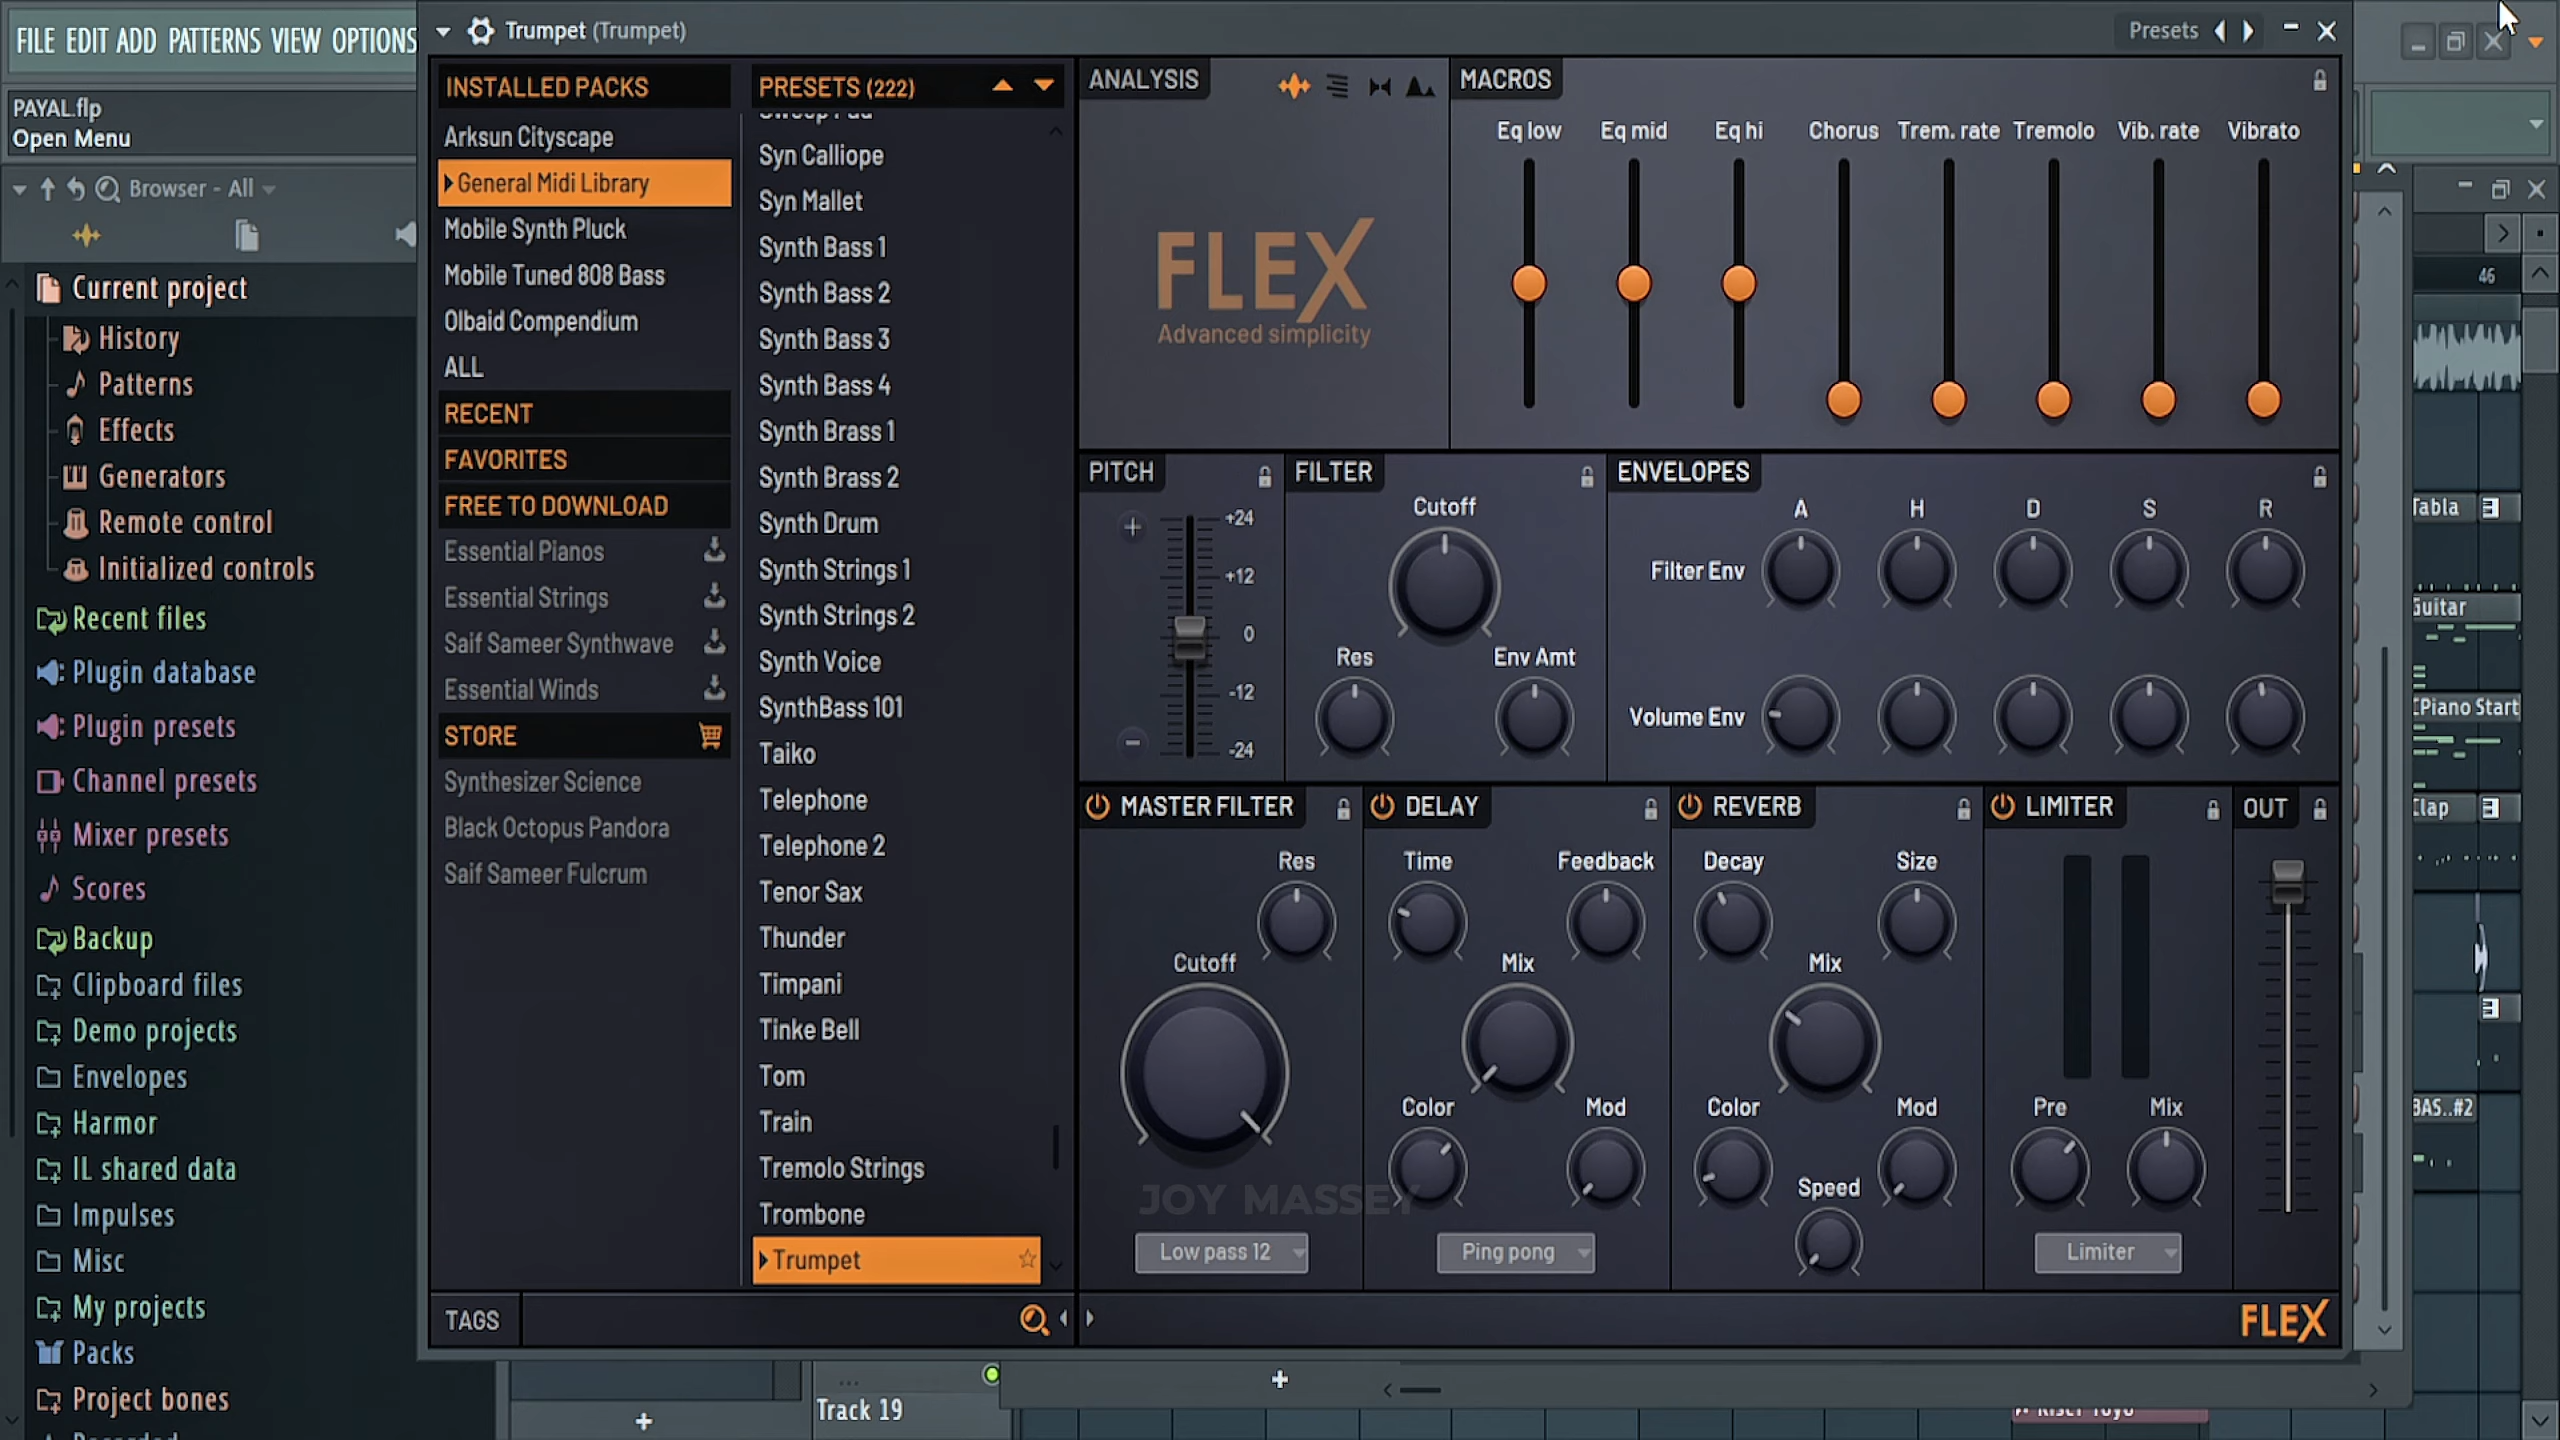 FILE EDIT ADD PATTERNS VIEW OPTIONS
PAYAL.flp
Open Menu
Browser - All
Current project
History
Patterns
Effects
Generators
Remote control
Initialized controls
Recent files
Plugin database
Plugin presets
Channel presets
Mixer presets
Scores
Backup
Clipboard files
Demo projects
Envelopes
Harmor
IL shared data
Impulses
Misc
My projects
Packs
Project bones
Trumpet (Trumpet)
Presets
INSTALLED PACKS
Arksun Cityscape
General Midi Library
Mobile Synth Pluck
Mobile Tuned 808 Bass
Olbaid Compendium
ALL
RECENT
FAVORITES
FREE TO DOWNLOAD
Essential Pianos
Essential Strings
Saif Sameer Synthwave
Essential Winds
STORE
Synthesizer Science
Black Octopus Pandora
Saif Sameer Fulcrum
TAGS
PRESETS (222)
Sweep Pad
Syn Calliope
Syn Mallet
Synth Bass 1
Synth Bass 2
Synth Bass 3
Synth Bass 4
Synth Brass 1
Synth Brass 2
Synth Drum
Synth Strings 1
Synth Strings 2
Synth Voice
SynthBass 101
Taiko
Telephone
Telephone 2
Tenor Sax
Thunder
Timpani
Tinke Bell
Tom
Train
Tremolo Strings
Trombone
Trumpet
ANALYSIS
FLEX
Advanced simplicity
MACROS
Eq low Eq mid Eq hi Chorus Trem. rate Tremolo Vib. rate Vibrato
PITCH
+24
+12
0
-12
-24
FILTER
Cutoff
Res Env Amt
ENVELOPES
A H D S R
Filter Env
Volume Env
MASTER FILTER
Res
Cutoff
Low pass 12
DELAY
Time Feedback
Mix
Color Mod
Ping pong
REVERB
Decay Size
Mix
Color Mod
Speed
LIMITER
Pre Mix
Limiter
OUT
JOY MASSEY
FLEX
46
Tabla
Guitar
Piano Start
Clap
BAS..#2
Track 19